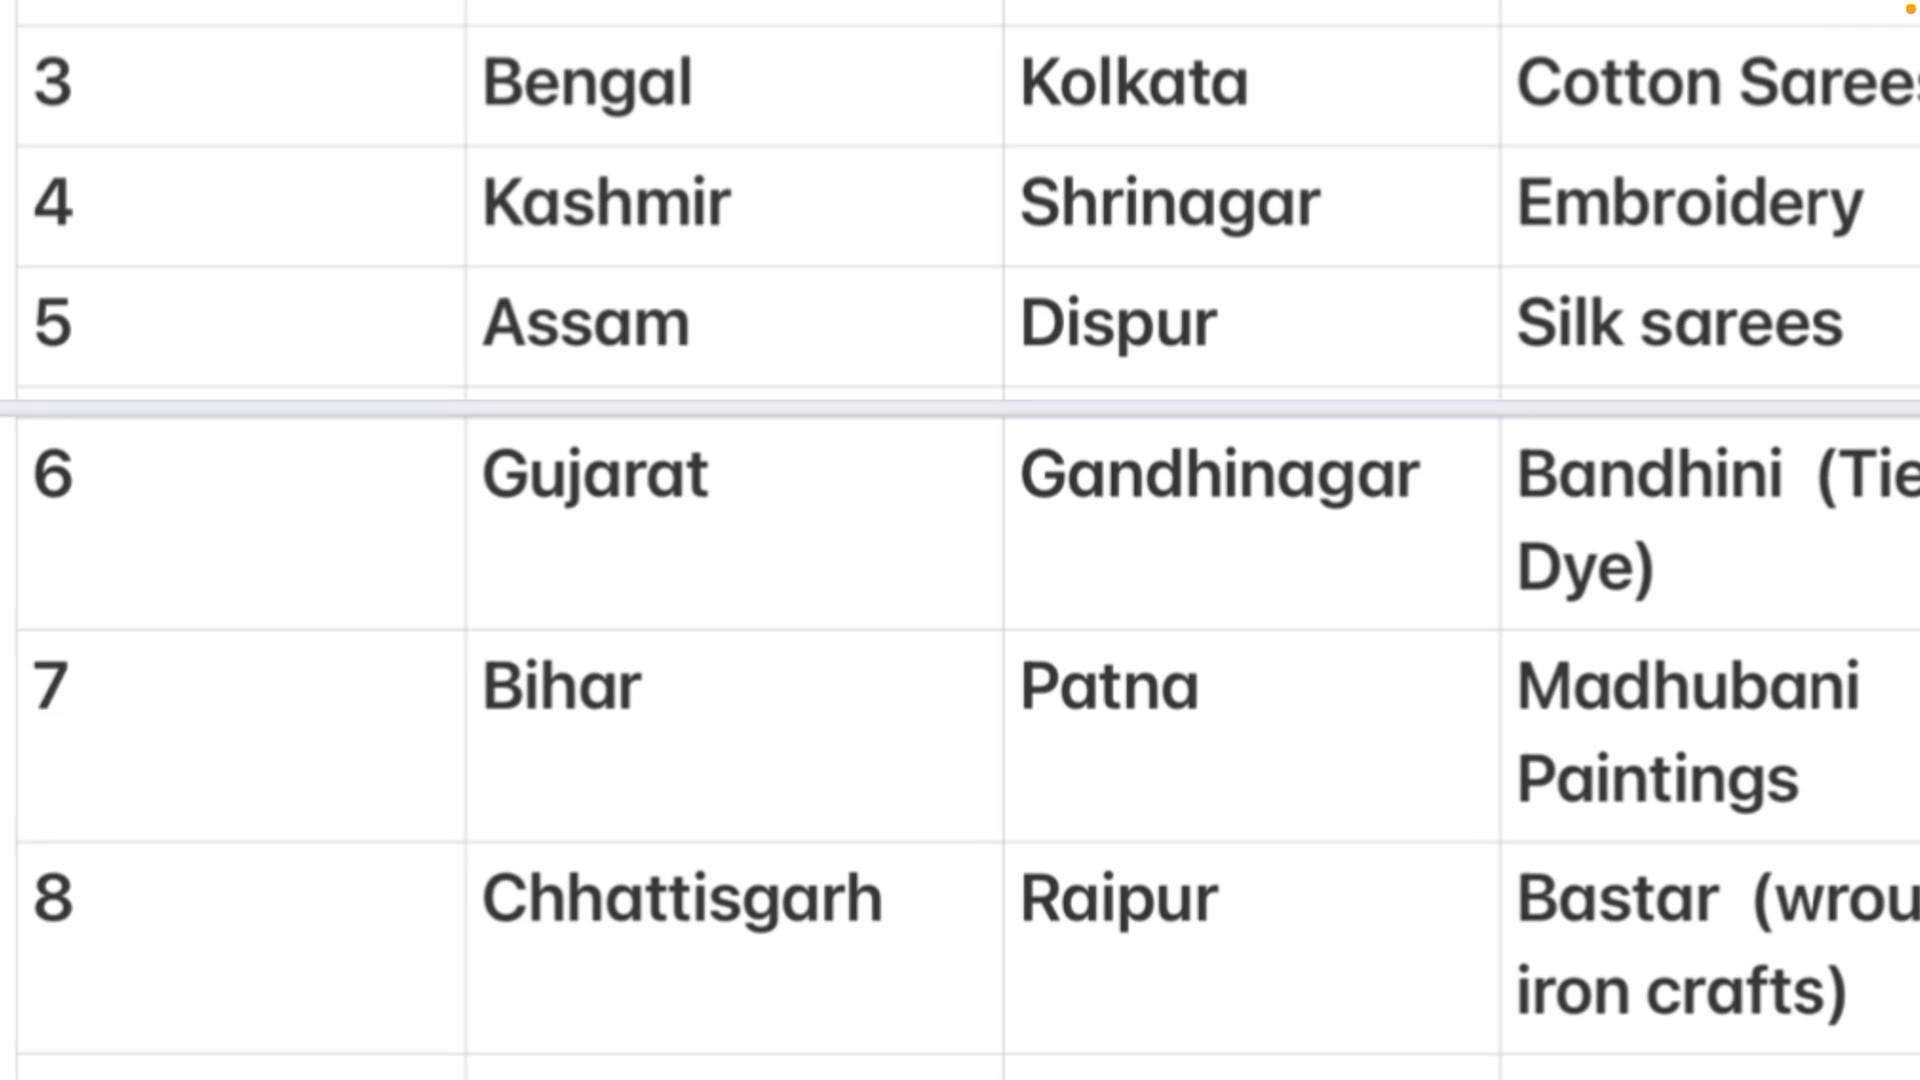 3 Bengal Kolkata Cotton Sarees
4 Kashmir Shrinagar Embroidery
5 Assam Dispur Silk sarees
6 Gujarat Gandhinagar Bandhini (Tie
Dye)
7 Bihar Patna Madhubani
Paintings
8 Chhattisgarh Raipur Bastar (wrou
iron crafts)